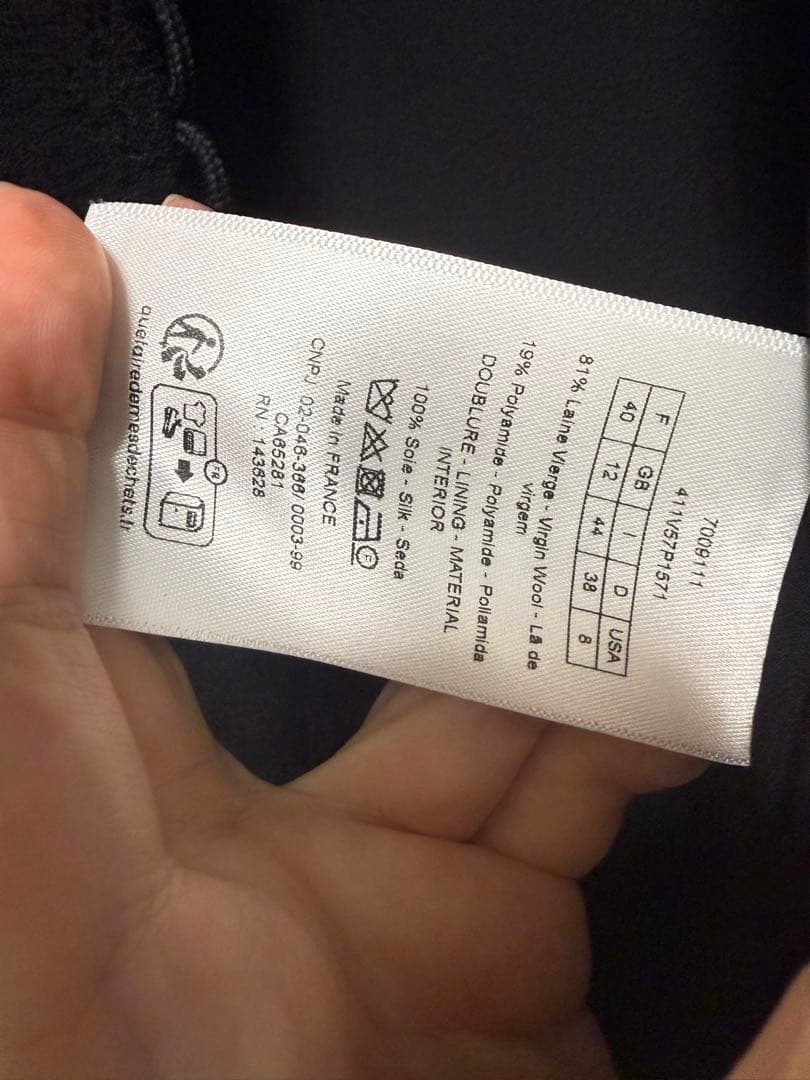 7009111
411V57P1571
F GB I D USA
40 12 44 38 8
81% Laine Vierge - Virgin Wool - Lã de
virgem
19% Polyamide - Polyamide - Poliamida
DOUBLURE - LINING - MATERIAL
INTERIOR
100% Soie - Silk - Seda
F
Made in FRANCE
CNPJ 02-046-366/ 0003-99
CA65281
RN : 143628
FR
quefairedemesdechets.fr